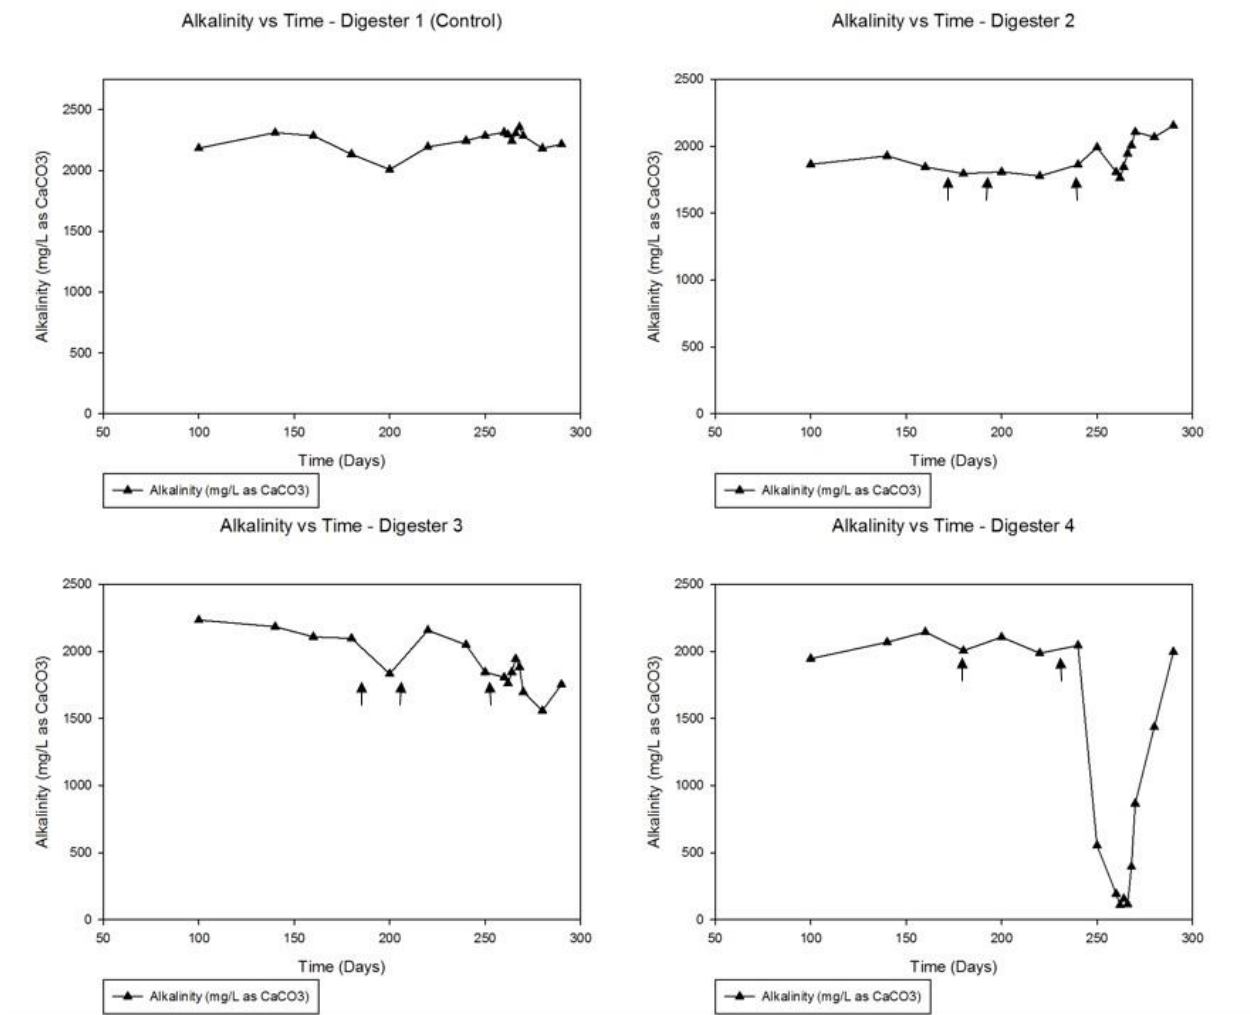 Alkalinity vs Time - Digester 1 (Control)
Alkalinity (mg/L as CaCO3)
2500
2000
1500
1000
500
0
50 100 150 200 250 300
Time (Days)
Alkalinity (mg/L as CaCO3)
Alkalinity vs Time - Digester 2
Alkalinity (mg/L as CaCO3)
2500
2000
1500
1000
500
0
50 100 150 200 250 300
Time (Days)
Alkalinity (mg/L as CaCO3)
Alkalinity vs Time - Digester 3
Alkalinity (mg/L as CaCO3)
2500
2000
1500
1000
500
0
50 100 150 200 250 300
Time (Days)
Alkalinity (mg/L as CaCO3)
Alkalinity vs Time - Digester 4
Alkalinity (mg/L as CaCO3)
2500
2000
1500
1000
500
0
50 100 150 200 250 300
Time (Days)
Alkalinity (mg/L as CaCO3)